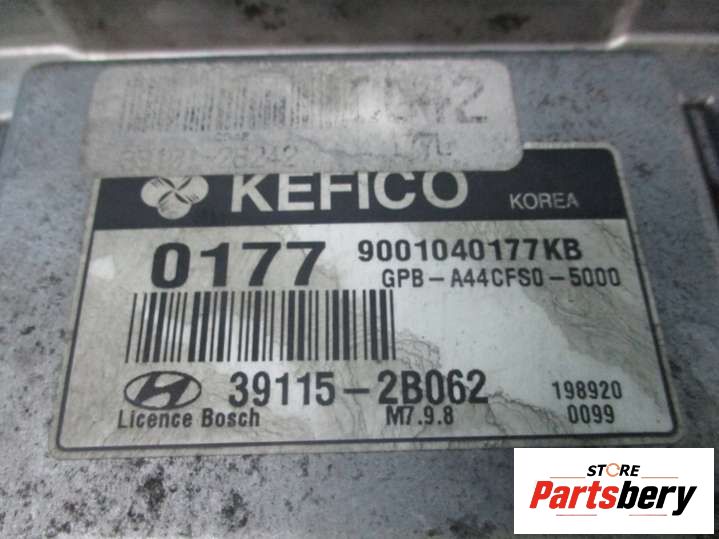 KEFICO KOREA
0177 9001040177KB
GPB-A44CFS0-5000
39115-2B062 198920
Licence Bosch M7.9.8 0099
STORE
Partsbery